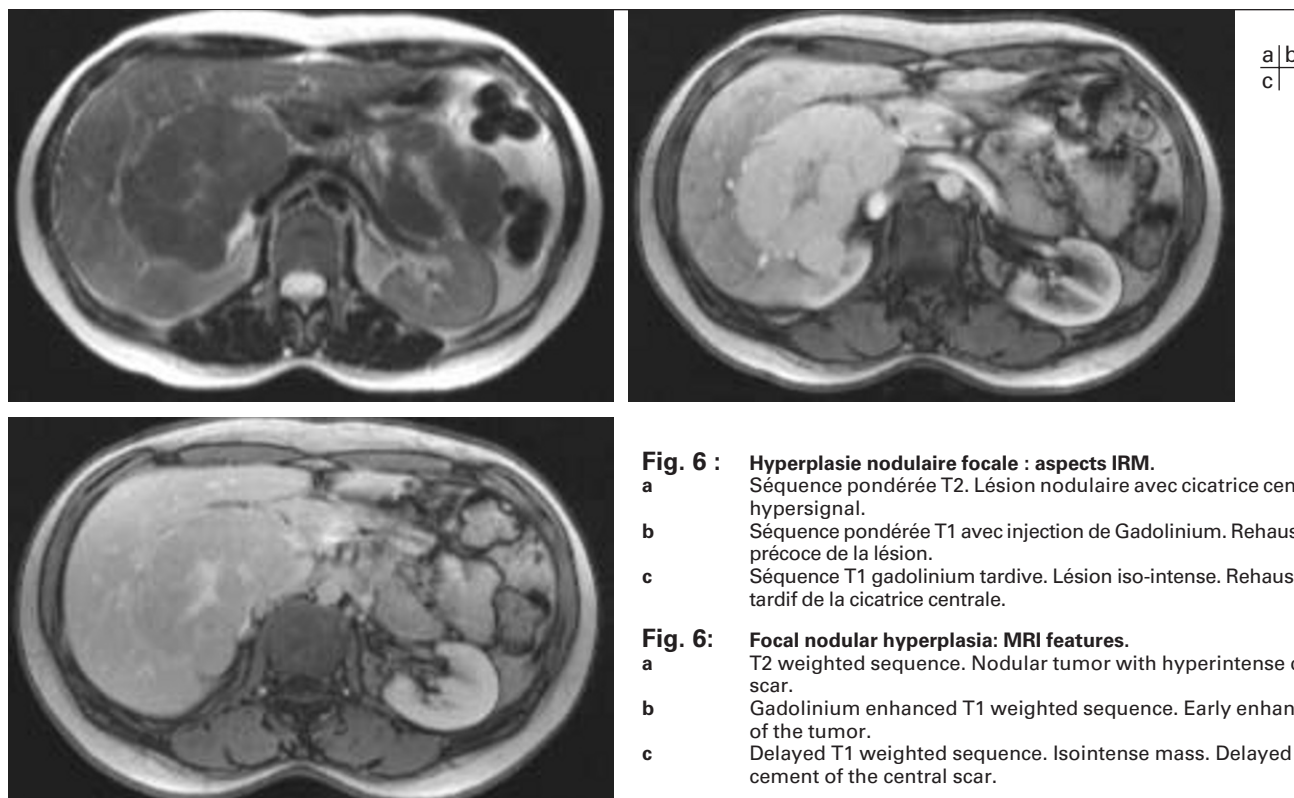 a b
c
Fig. 6 : Hyperplasie nodulaire focale : aspects IRM.
a Séquence pondérée T2. Lésion nodulaire avec cicatrice cen
hypersignal.
b Séquence pondérée T1 avec injection de Gadolinium. Rehaus
précoce de la lésion.
c Séquence T1 gadolinium tardive. Lésion iso-intense. Rehaus
tardif de la cicatrice centrale.
Fig. 6: Focal nodular hyperplasia: MRI features.
a T2 weighted sequence. Nodular tumor with hyperintense c
scar.
b Gadolinium enhanced T1 weighted sequence. Early enhan
of the tumor.
c Delayed T1 weighted sequence. Isointense mass. Delayed
cement of the central scar.